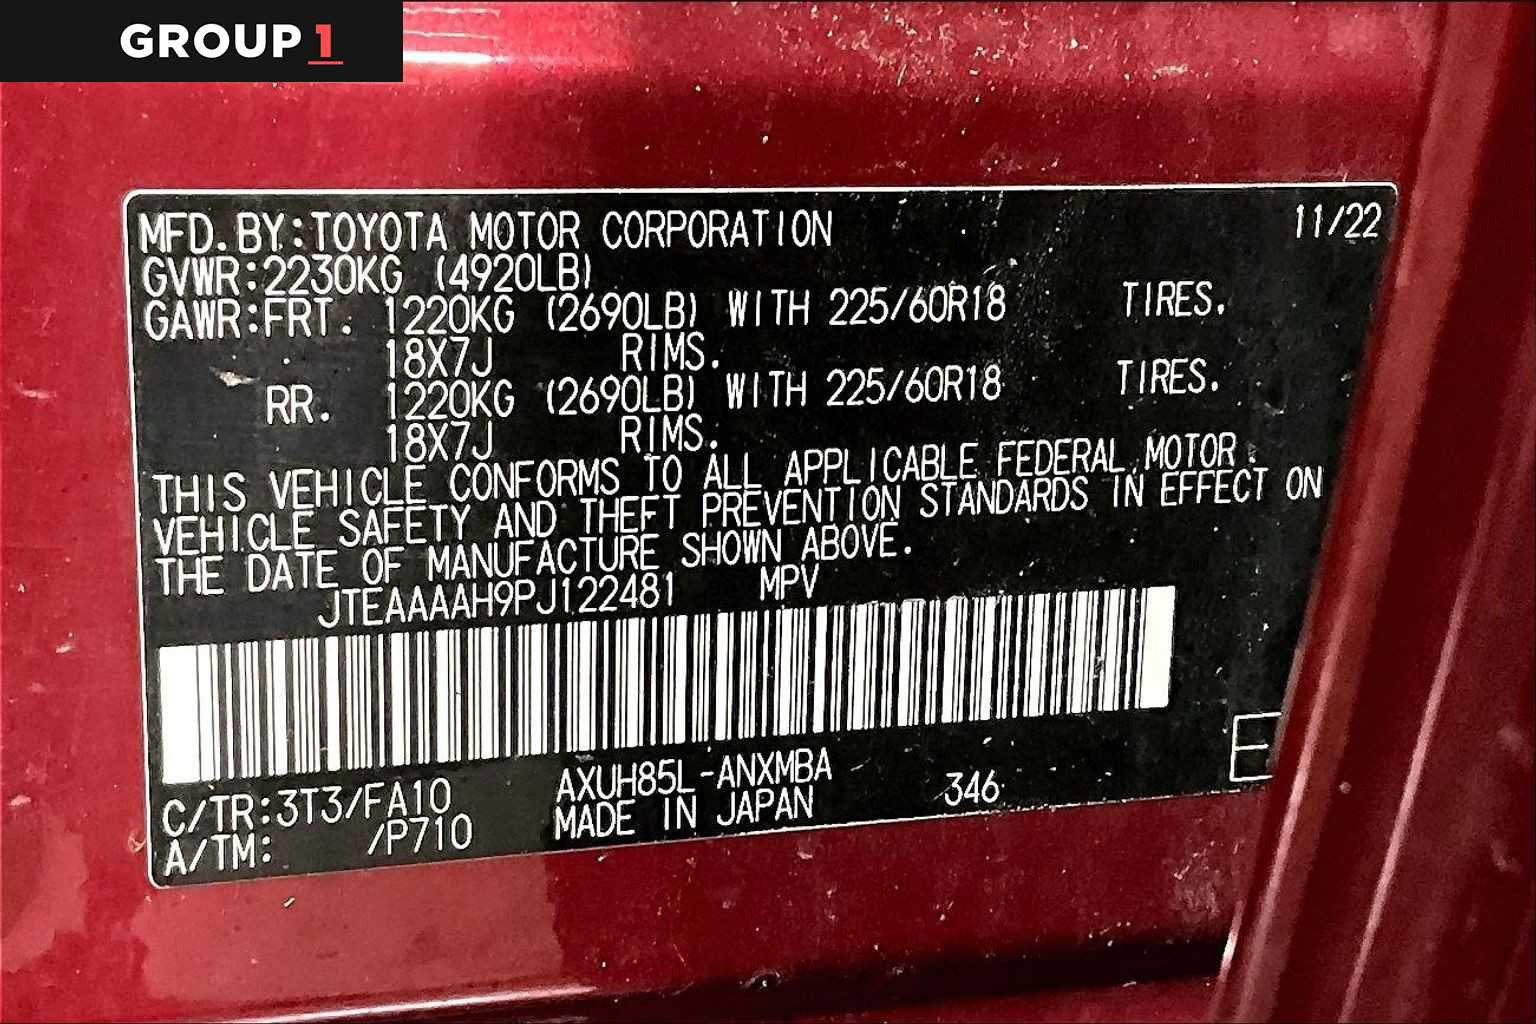 GROUP 1
MFD.BY:TOYOTA MOTOR CORPORATION 11/22
GVWR:2230KG (4920LB)
GAWR:FRT. 1220KG (2690LB) WITH 225/60R18 TIRES.
18X7J RIMS.
RR. 1220KG (2690LB) WITH 225/60R18 TIRES.
18X7J RIMS.
THIS VEHICLE CONFORMS TO ALL APPLICABLE FEDERAL MOTOR
VEHICLE SAFETY AND THEFT PREVENTION STANDARDS IN EFFECT ON
THE DATE OF MANUFACTURE SHOWN ABOVE.
JTEAAAAH9PJ122481 MPV
C/TR:3T3/FA10 AXUH85L-ANXMBA
A/TM: /P710 MADE IN JAPAN 346
E